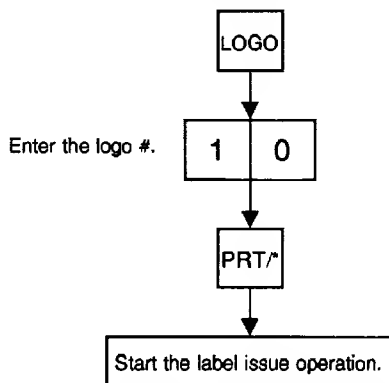 LOGO
Enter the logo #. 1 0
PRT/*
Start the label issue operation.